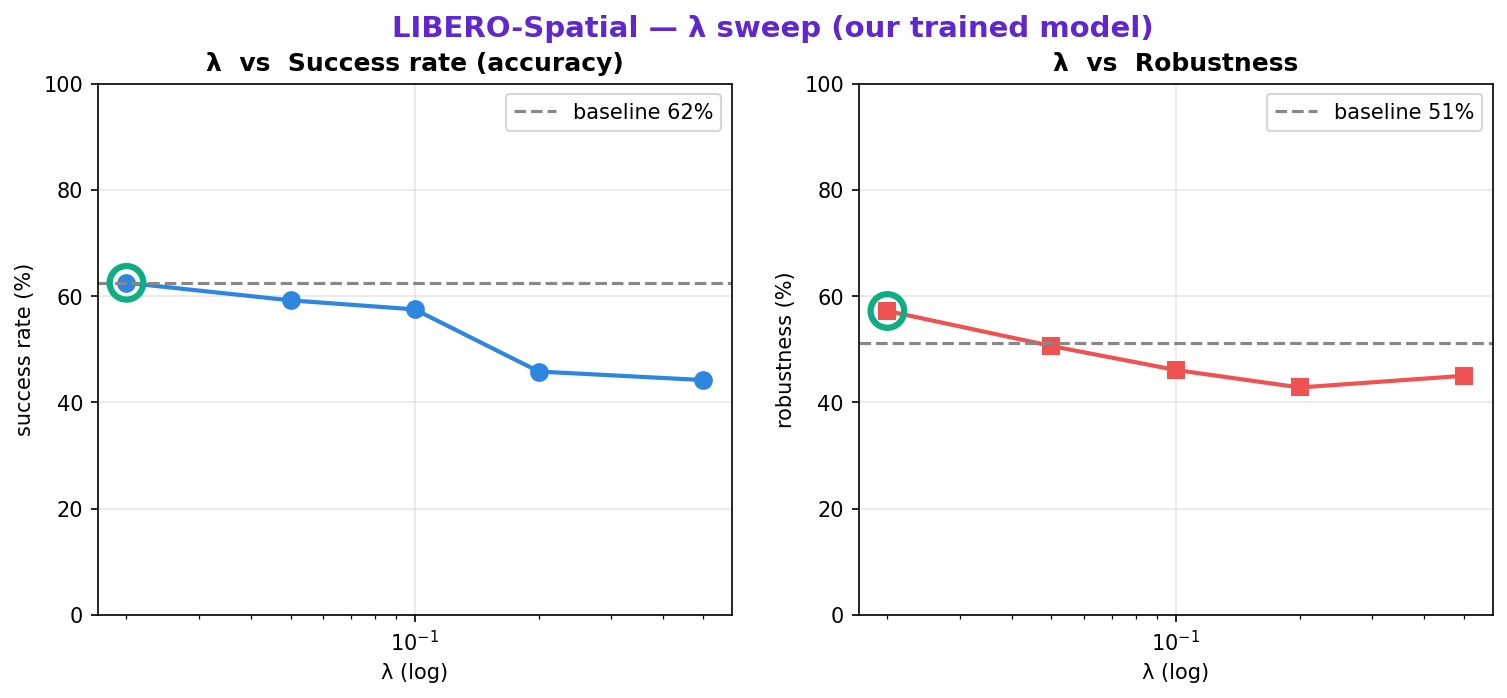 LIBERO-Spatial — λ sweep (our trained model)
λ vs Success rate (accuracy)
baseline 62%
100
80
60
40
20
0
success rate (%)
10⁻¹
λ (log)
λ vs Robustness
baseline 51%
100
80
60
40
20
0
robustness (%)
10⁻¹
λ (log)